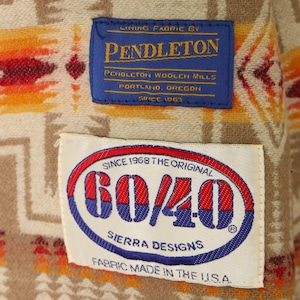 LINING FABRIC BY
PENDLETON
PENDLETON WOOLEN MILLS
PORTLAND, OREGON
SINCE 1863
SINCE 1968 THE ORIGINAL
60/40®
SIERRA DESIGNS
FABRIC MADE IN THE U.S.A.